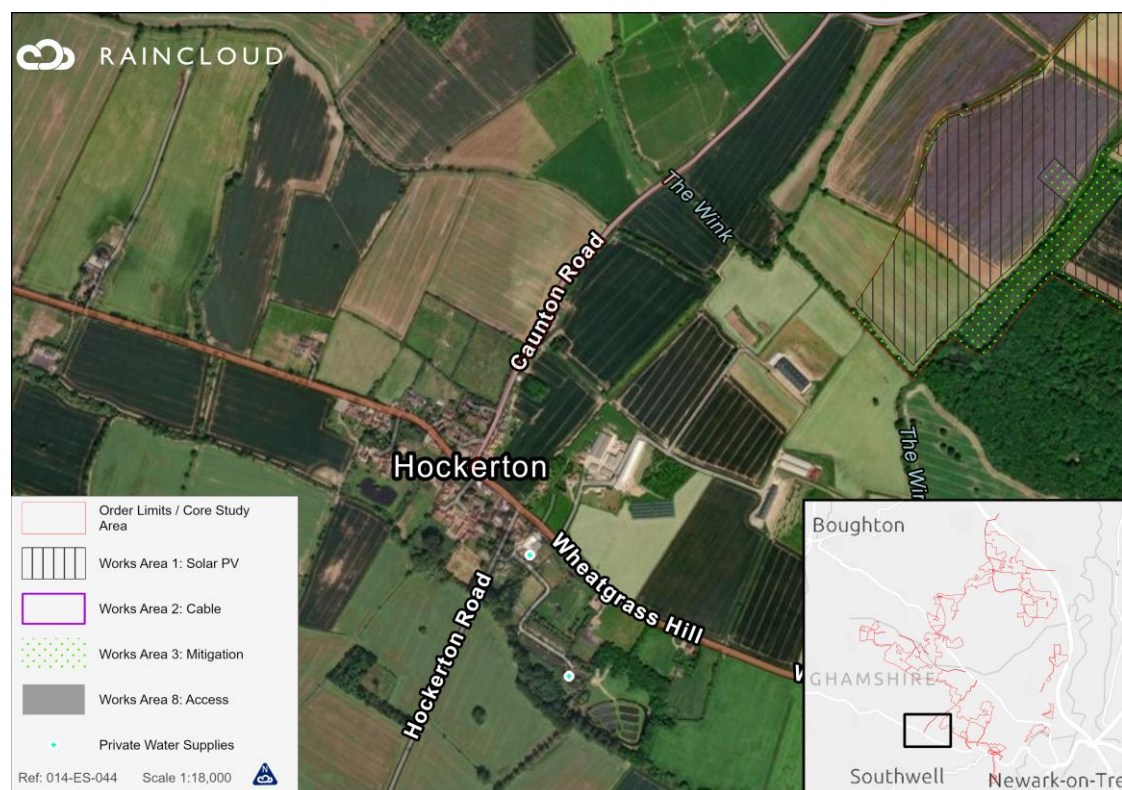 RAINCLOUD
The Wink
Caunton Road
Hockerton
The Win
Wheatgrass Hill
W
Hockerton Road
Order Limits / Core Study
Area
Works Area 1: Solar PV
Works Area 2: Cable
Works Area 3: Mitigation
Works Area 8: Access
Private Water Supplies
Ref: 014-ES-044 Scale 1:18,000
N
Boughton
GHAMSHIRE
Southwell
Newark-on-Tre